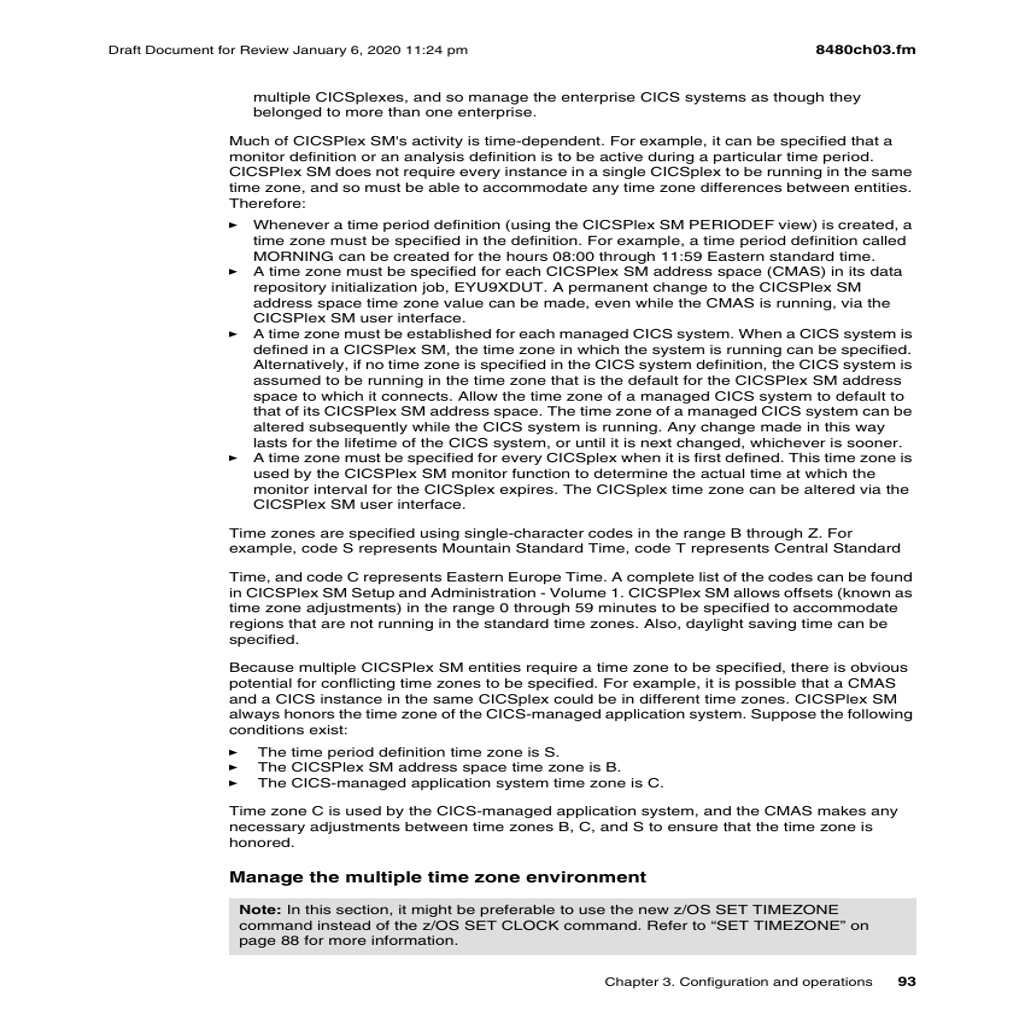 Draft Document for Review January 6, 2020 11:24 pm
8480ch03.fm
multiple CICSplexes, and so manage the enterprise CICS systems as though they
belonged to more than one enterprise.
Much of CICSPlex SM's activity is time-dependent. For example, it can be specified that a
monitor definition or an analysis definition is to be active during a particular time period.
CICSPlex SM does not require every instance in a single CICSplex to be running in the same
time zone, and so must be able to accommodate any time zone differences between entities.
Therefore:
► Whenever a time period definition (using the CICSPlex SM PERIODEF view) is created, a
time zone must be specified in the definition. For example, a time period definition called
MORNING can be created for the hours 08:00 through 11:59 Eastern standard time.
► A time zone must be specified for each CICSPlex SM address space (CMAS) in its data
repository initialization job, EYU9XDUT. A permanent change to the CICSPlex SM
address space time zone value can be made, even while the CMAS is running, via the
CICSPlex SM user interface.
► A time zone must be established for each managed CICS system. When a CICS system is
defined in a CICSPlex SM, the time zone in which the system is running can be specified.
Alternatively, if no time zone is specified in the CICS system definition, the CICS system is
assumed to be running in the time zone that is the default for the CICSPlex SM address
space to which it connects. Allow the time zone of a managed CICS system to default to
that of its CICSPlex SM address space. The time zone of a managed CICS system can be
altered subsequently while the CICS system is running. Any change made in this way
lasts for the lifetime of the CICS system, or until it is next changed, whichever is sooner.
► A time zone must be specified for every CICSplex when it is first defined. This time zone is
used by the CICSPlex SM monitor function to determine the actual time at which the
monitor interval for the CICSplex expires. The CICSplex time zone can be altered via the
CICSPlex SM user interface.
Time zones are specified using single-character codes in the range B through Z. For
example, code S represents Mountain Standard Time, code T represents Central Standard
Time, and code C represents Eastern Europe Time. A complete list of the codes can be found
in CICSPlex SM Setup and Administration - Volume 1. CICSPlex SM allows offsets (known as
time zone adjustments) in the range 0 through 59 minutes to be specified to accommodate
regions that are not running in the standard time zones. Also, daylight saving time can be
specified.
Because multiple CICSPlex SM entities require a time zone to be specified, there is obvious
potential for conflicting time zones to be specified. For example, it is possible that a CMAS
and a CICS instance in the same CICSplex could be in different time zones. CICSPlex SM
always honors the time zone of the CICS-managed application system. Suppose the following
conditions exist:
► The time period definition time zone is S.
► The CICSPlex SM address space time zone is B.
► The CICS-managed application system time zone is C.
Time zone C is used by the CICS-managed application system, and the CMAS makes any
necessary adjustments between time zones B, C, and S to ensure that the time zone is
honored.
Manage the multiple time zone environment
Note: In this section, it might be preferable to use the new z/OS SET TIMEZONE
command instead of the z/OS SET CLOCK command. Refer to “SET TIMEZONE” on
page 88 for more information.
Chapter 3. Configuration and operations 93